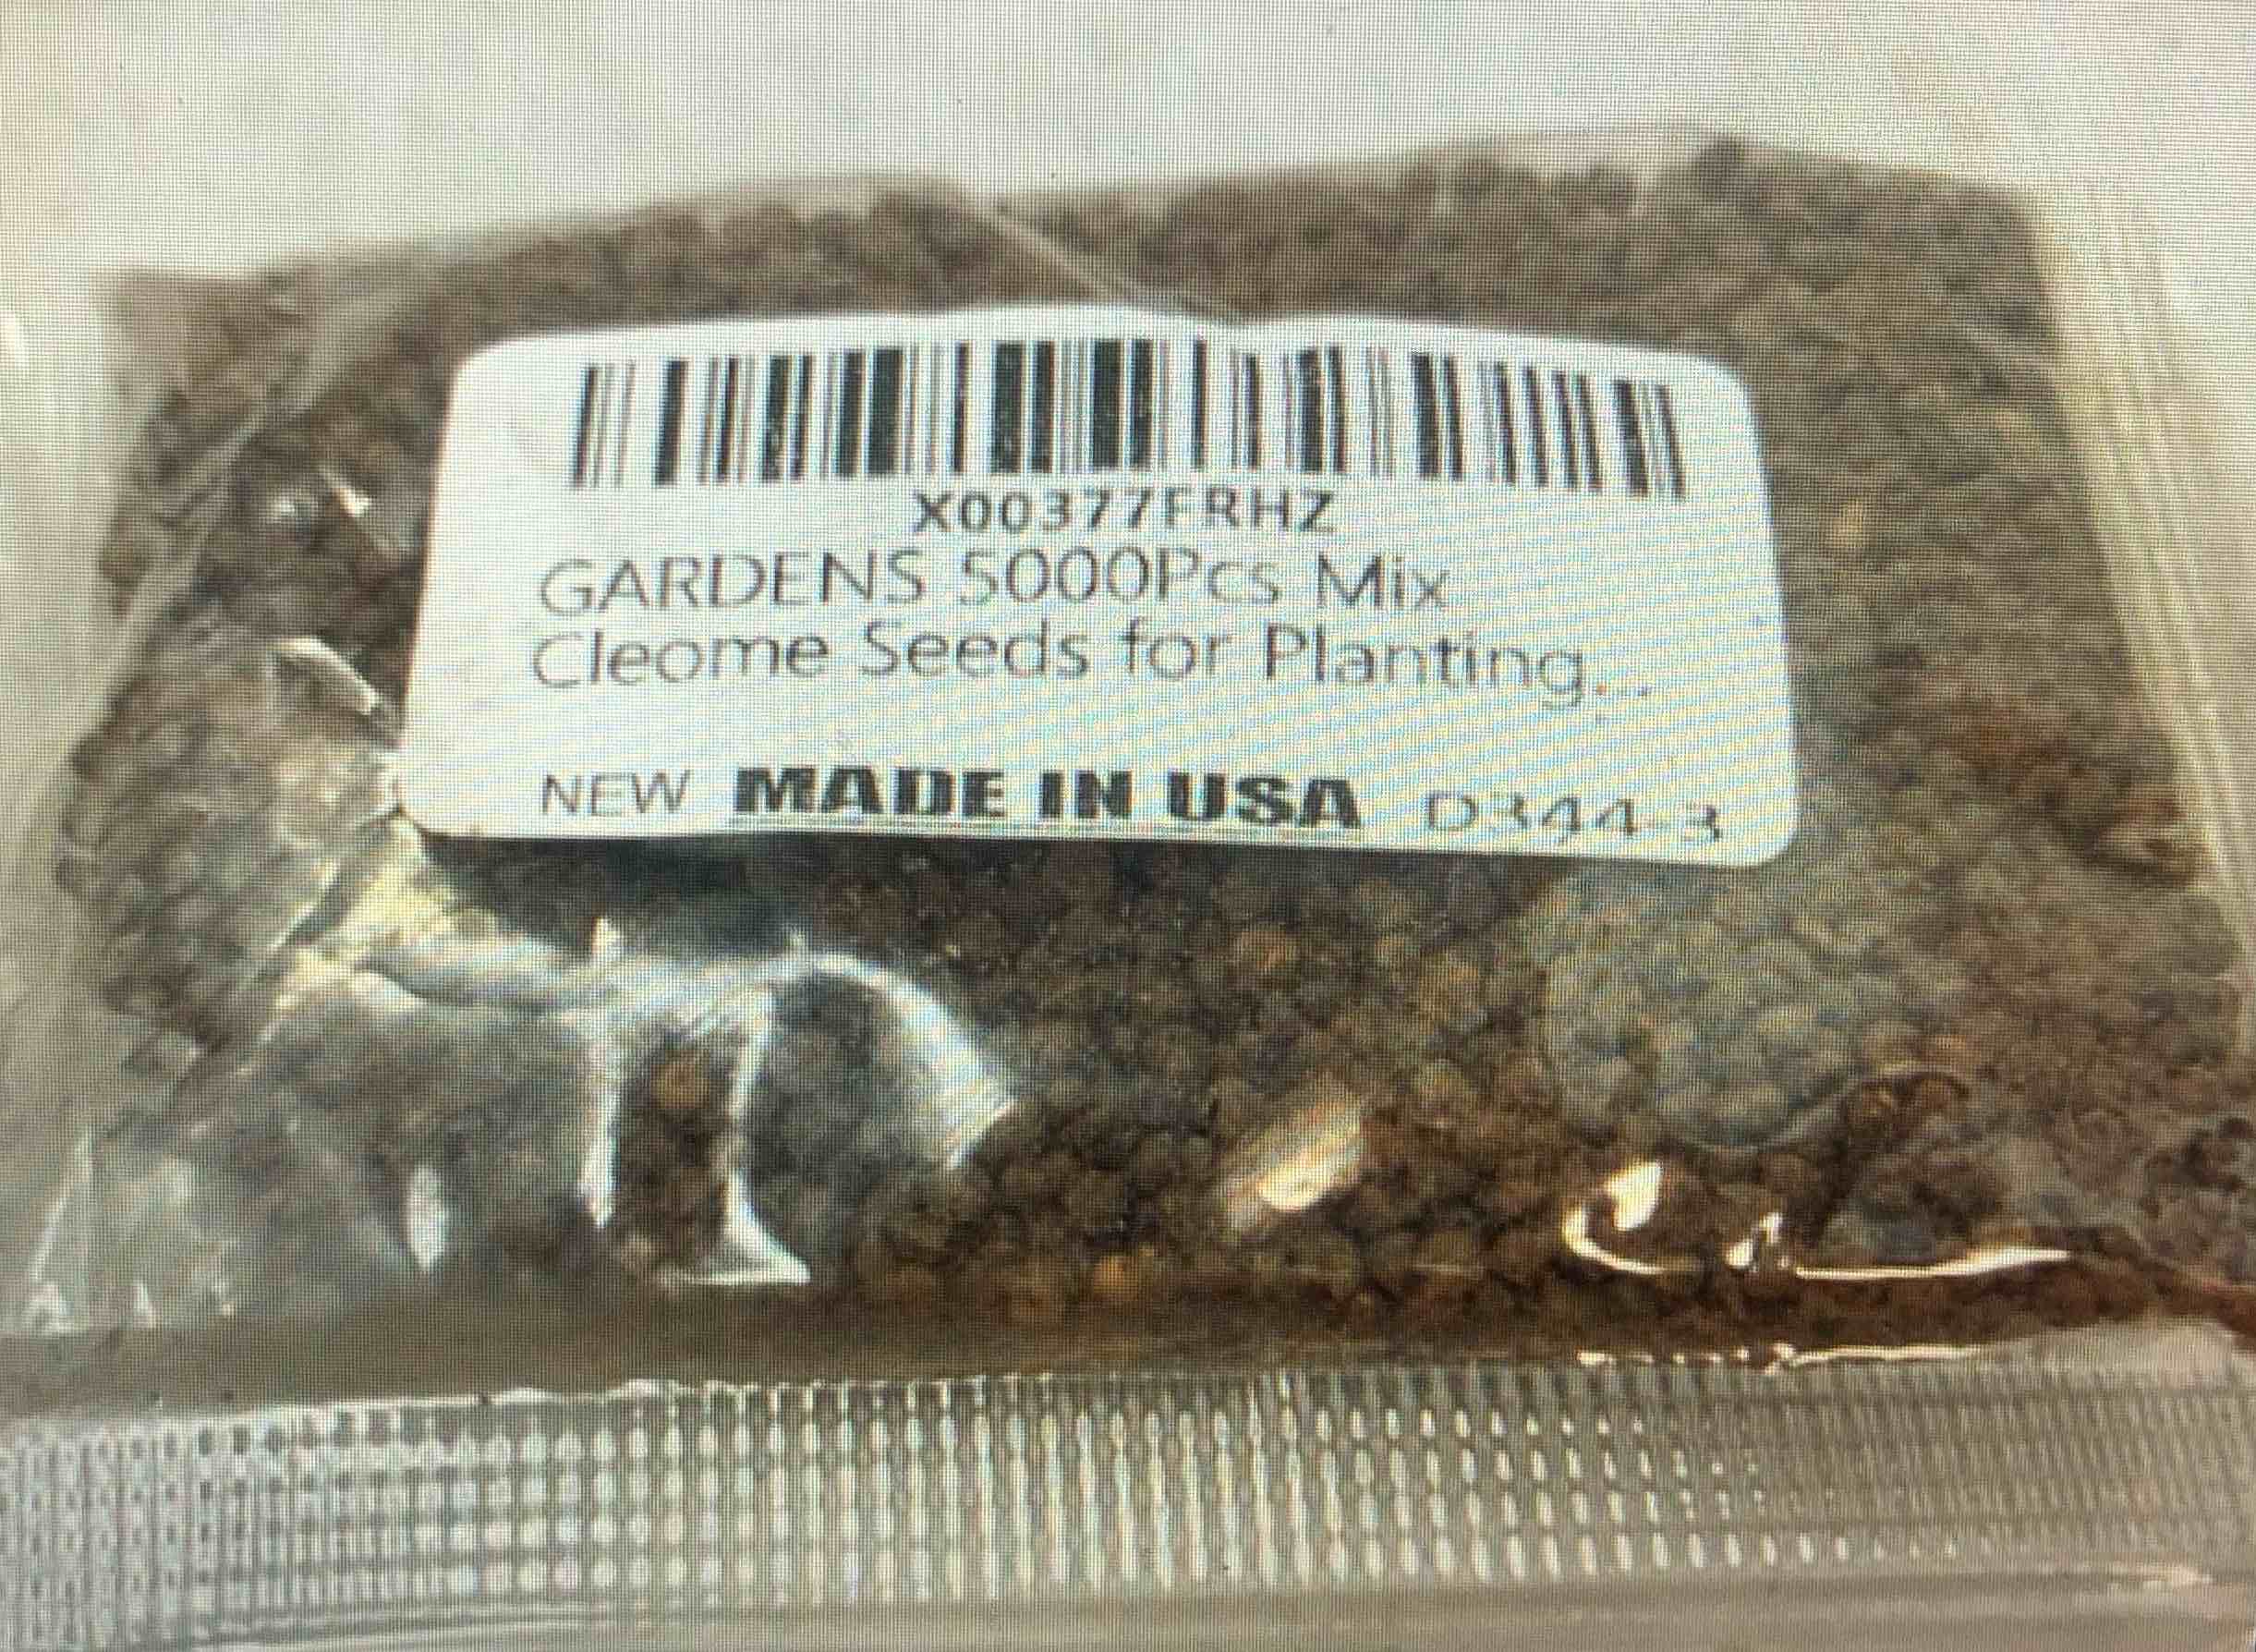 X00377FRHZ
GARDENS 5000Pcs Mix
Cleome Seeds for Planting...
NEW MADE IN USA D344-3